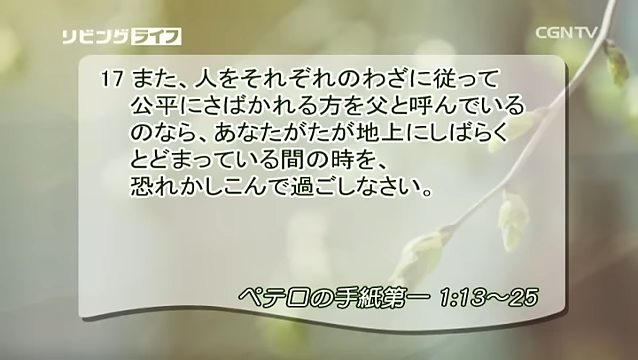 リビングライフ
CGNTV
17 また、人をそれぞれのわざに従って
公平にさばかれる方を父と呼んでいる
のなら、あなたがたが地上にしばらく
とどまっている間の時を、
恐れかしこんで過ごしなさい。
ペテロの手紙第一 1:13～25